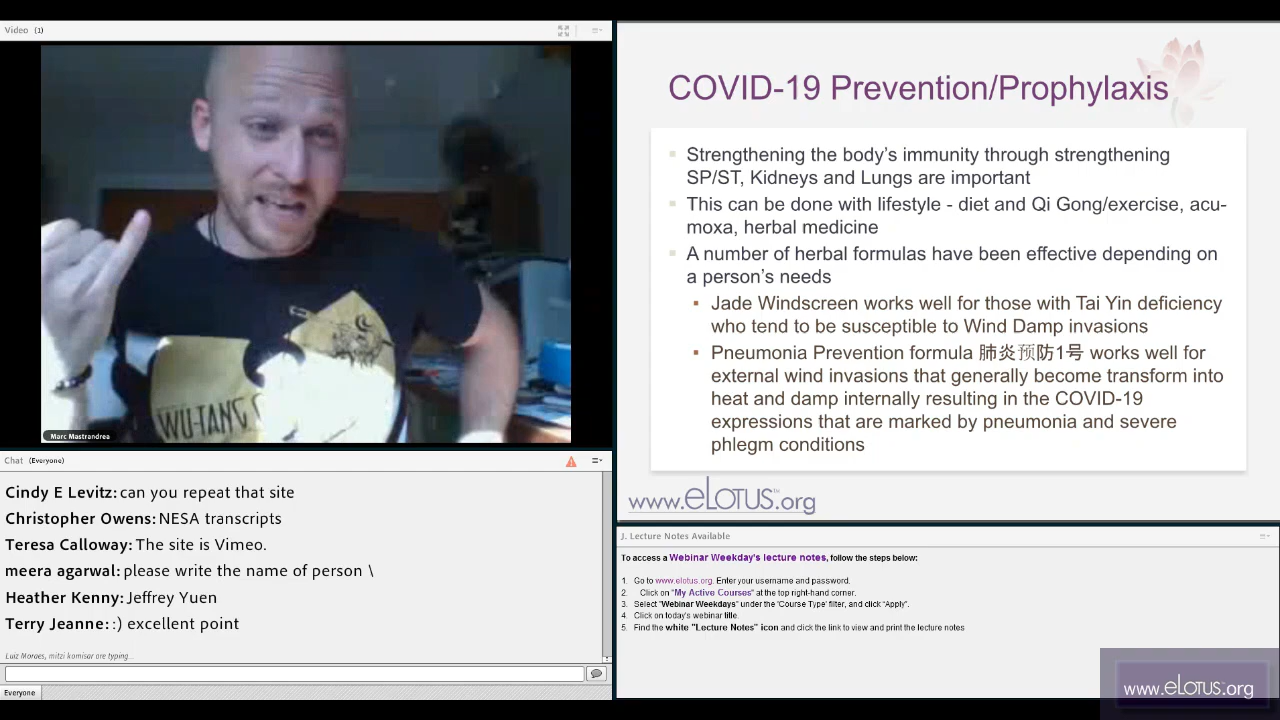 Video (1)
WU-TANG
Marc Mastrandrea
Chat (Everyone)
Cindy E Levitz: can you repeat that site
Christopher Owens: NESA transcripts
Teresa Calloway: The site is Vimeo.
meera agarwal: please write the name of person \
Heather Kenny: Jeffrey Yuen
Terry Jeanne: :) excellent point
Luiz Moraes, mitzi komisar are typing...
Everyone
COVID-19 Prevention/Prophylaxis
Strengthening the body's immunity through strengthening
SP/ST, Kidneys and Lungs are important
This can be done with lifestyle - diet and Qi Gong/exercise, acu-
moxa, herbal medicine
A number of herbal formulas have been effective depending on
a person's needs
Jade Windscreen works well for those with Tai Yin deficiency
who tend to be susceptible to Wind Damp invasions
Pneumonia Prevention formula 肺炎预防1号 works well for
external wind invasions that generally become transform into
heat and damp internally resulting in the COVID-19
expressions that are marked by pneumonia and severe
phlegm conditions
www.eLOTUS.org
J. Lecture Notes Available
To access a Webinar Weekday's lecture notes, follow the steps below:
1. Go to www.elotus.org. Enter your username and password.
2. Click on "My Active Courses" at the top right-hand corner.
3. Select "Webinar Weekdays" under the 'Course Type' filter, and click "Apply".
4. Click on today's webinar title.
5. Find the white "Lecture Notes" icon and click the link to view and print the lecture notes
www.eLOTUS.org